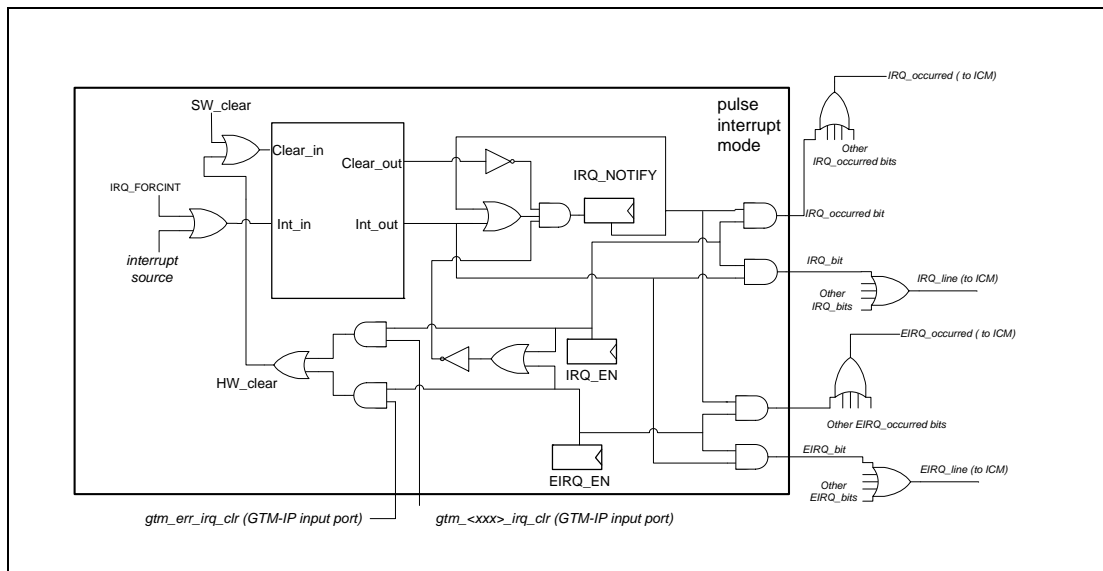 IRQ_occurred ( to ICM)
SW_clear
pulse
interrupt
mode
Other
IRQ_occurred bits
Clear_in
Clear_out
IRQ_NOTIFY
IRQ_FORCINT
Int_in
Int_out
IRQ_occurred bit
interrupt
source
IRQ_bit
IRQ_line (to ICM)
Other
IRQ_bits
EIRQ_occurred ( to ICM)
HW_clear
IRQ_EN
Other EIRQ_occurred bits
EIRQ_bit
EIRQ_line (to ICM)
EIRQ_EN
Other
EIRQ_bits
gtm_err_irq_clr (GTM-IP input port)
gtm_<xxx>_irq_clr (GTM-IP input port)